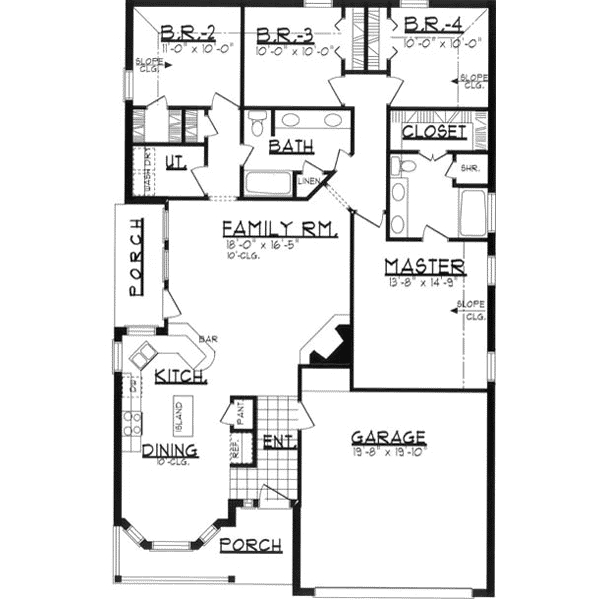 B.R.-2
11'-0" x 10'-0"
SLOPE
CLG.
B.R.-3
10'-0" x 10'-0"
B.R.-4
10'-0" x 10'-0"
SLOPE
CLG.
UT.
WASH DRY
BATH
LINEN
CLOSET
SHR.
PORCH
FAMILY RM.
18'-0" x 16'-5"
10'-CLG.
MASTER
13'-8" x 14'-9"
SLOPE
CLG.
BAR
KITCH.
DW
ISLAND
PANT.
REF.
ENT.
DINING
10'-CLG.
GARAGE
19'-8" x 19'-10"
PORCH